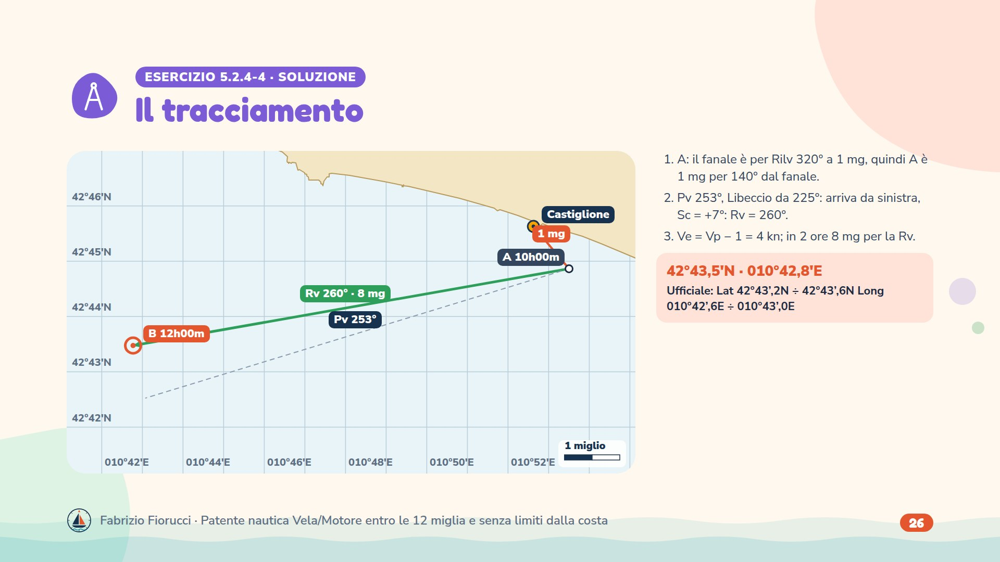 ESERCIZIO 5.2.4-4 · SOLUZIONE
Il tracciamento
42°46'N
42°45'N
42°44'N
42°43'N
42°42'N
Castiglione
1 mg
A 10h00m
Rv 260° · 8 mg
Pv 253°
B 12h00m
1 miglio
010°42'E
010°44'E
010°46'E
010°48'E
010°50'E
010°52'E
1. A: il fanale è per Rilv 320° a 1 mg, quindi A è
1 mg per 140° dal fanale.
2. Pv 253°, Libeccio da 225°: arriva da sinistra,
Sc = +7°: Rv = 260°.
3. Ve = Vp − 1 = 4 kn; in 2 ore 8 mg per la Rv.
42°43,5'N · 010°42,8'E
Ufficiale: Lat 42°43’,2N ÷ 42°43’,6N Long
010°42’,6E ÷ 010°43’,0E
Fabrizio Fiorucci · Patente nautica Vela/Motore entro le 12 miglia e senza limiti dalla costa
26